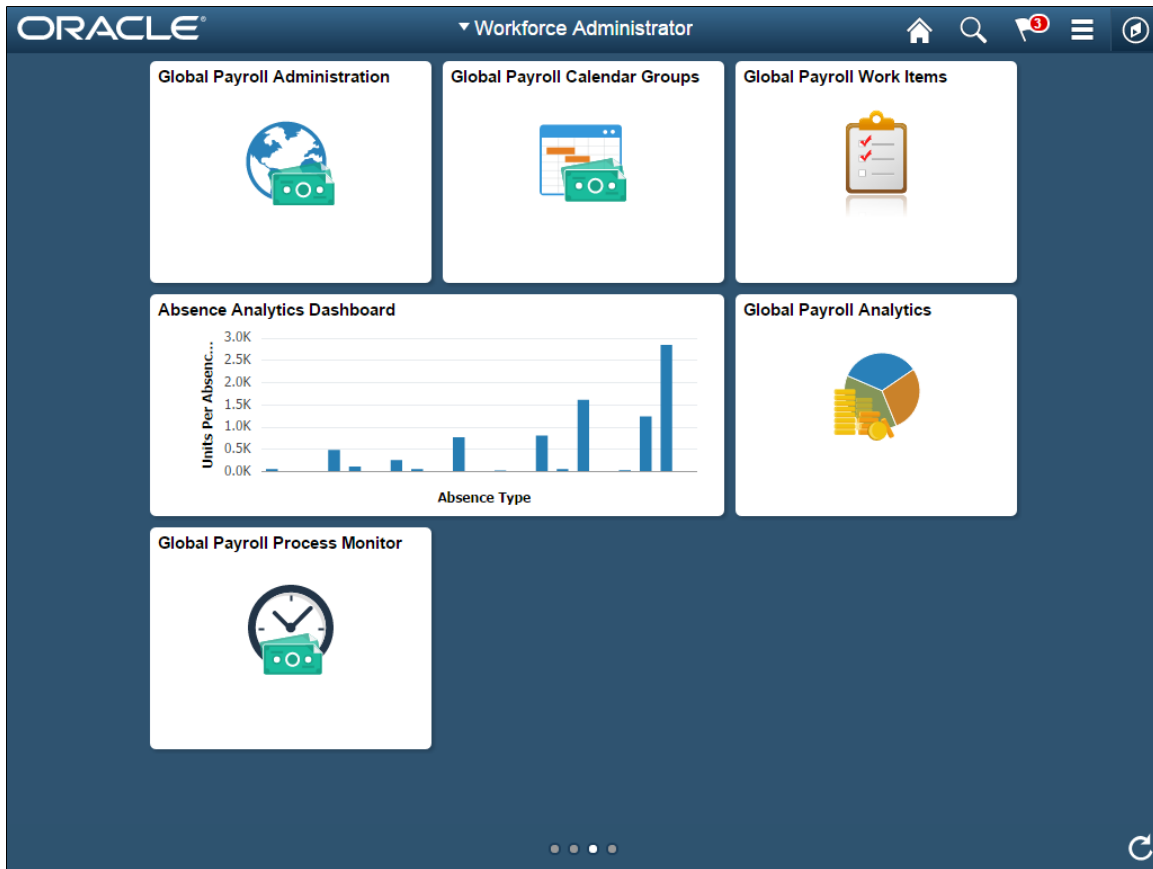 ORACLE®
Workforce Administrator
3
Global Payroll Administration
Global Payroll Calendar Groups
Global Payroll Work Items
Absence Analytics Dashboard
Units Per Absenc...
3.0K
2.5K
2.0K
1.5K
1.0K
0.5K
0.0K
Absence Type
Global Payroll Analytics
Global Payroll Process Monitor